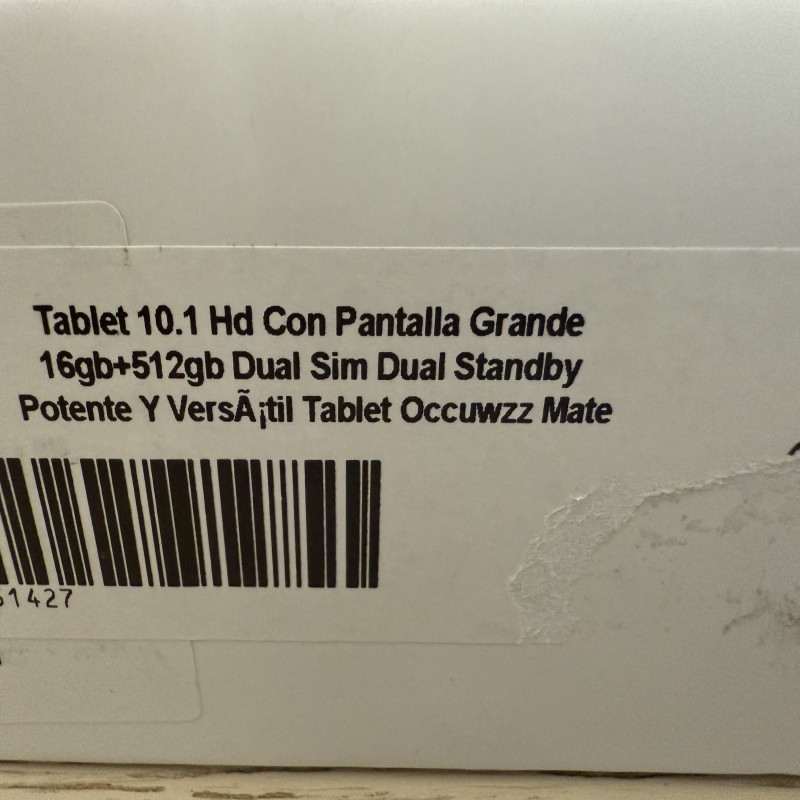 Tablet 10.1 Hd Con Pantalla Grande
16gb+512gb Dual Sim Dual Standby
Potente Y VersÃ¡til Tablet Occuwzz Mate
51427